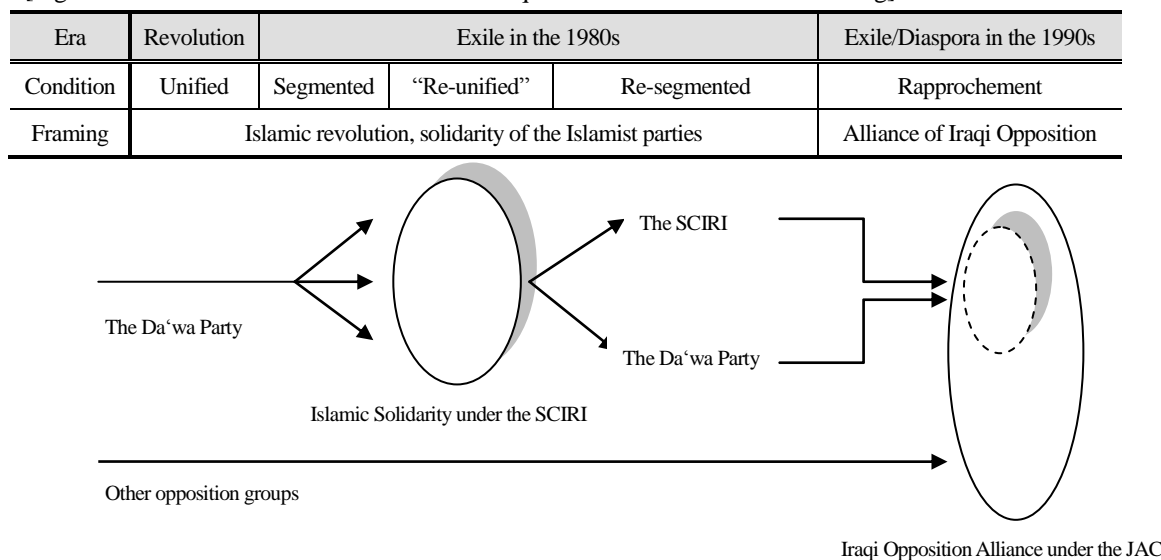 Era Revolution Exile in the 1980s Exile/Diaspora in the 1990s
Condition Unified Segmented “Re-unified” Re-segmented Rapprochement
Framing Islamic revolution, solidarity of the Islamist parties Alliance of Iraqi Opposition
The SCIRI
The Da‘wa Party
The Da‘wa Party
Islamic Solidarity under the SCIRI
Other opposition groups
Iraqi Opposition Alliance under the JAC